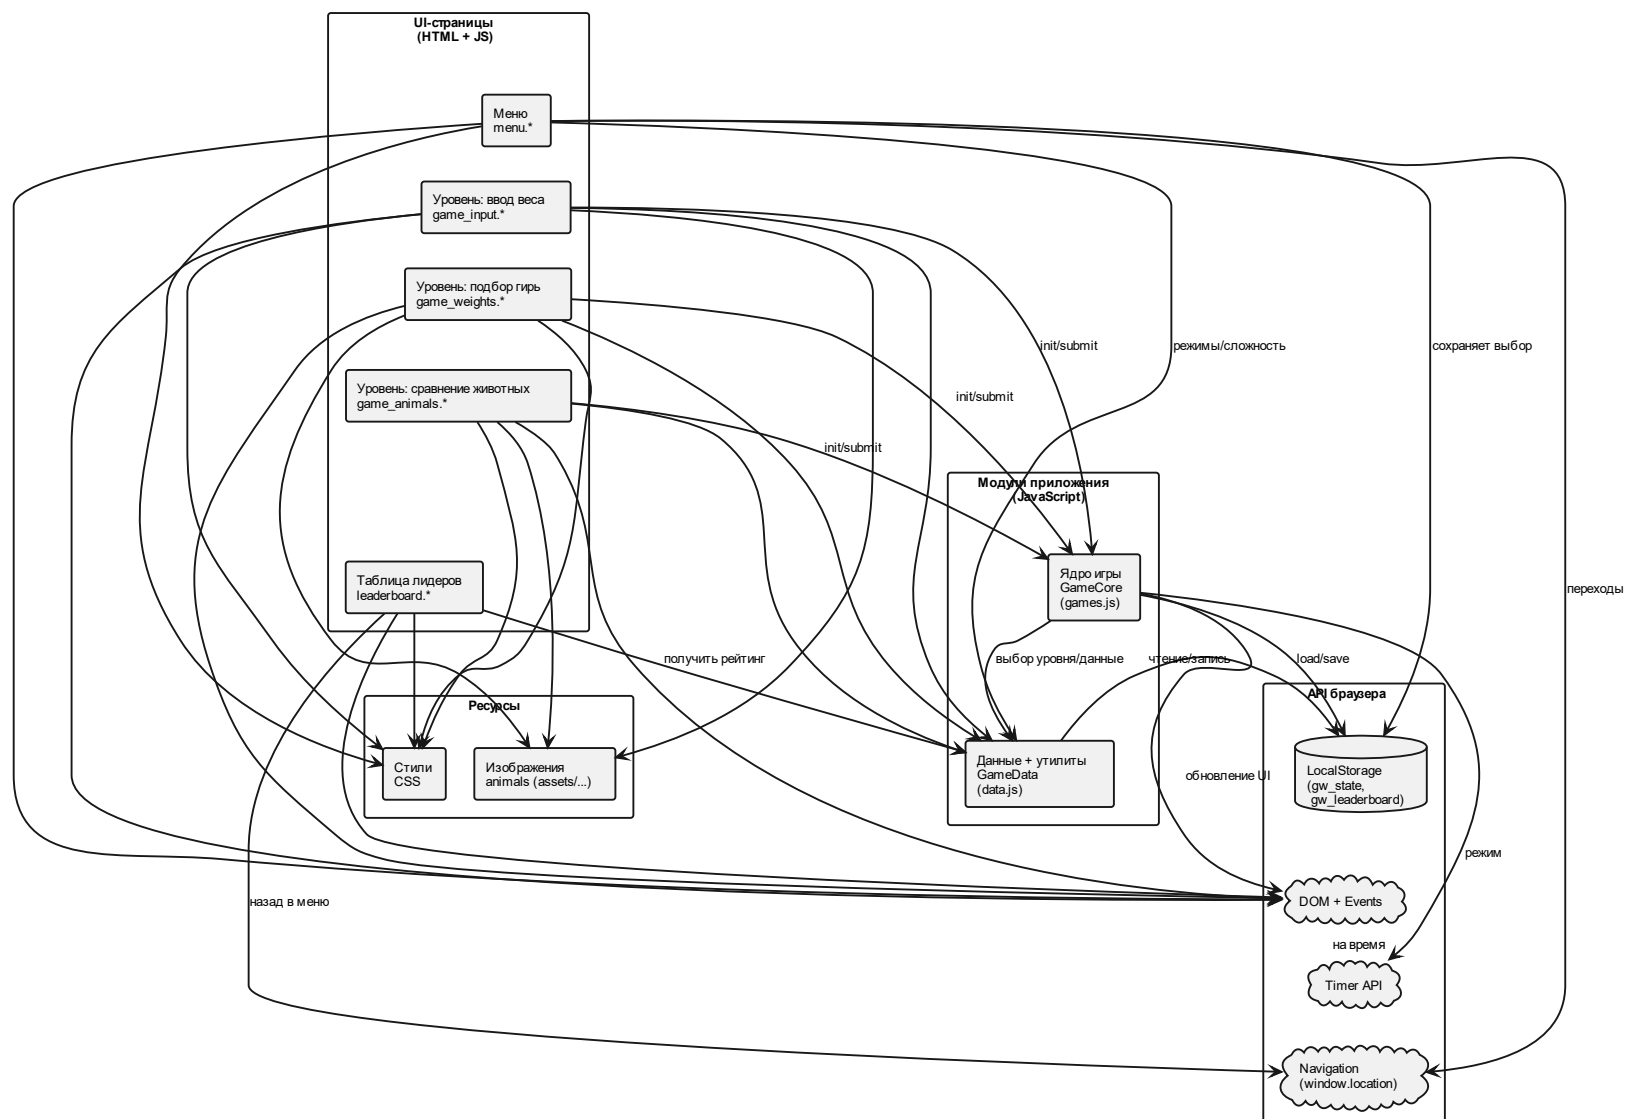 UI-страницы
(HTML + JS)
Меню
menu.*
Уровень: ввод веса
game_input.*
Уровень: подбор гирь
game_weights.*
init/submit
режимы/сложность
сохраняет выбор
Уровень: сравнение животных
game_animals.*
init/submit
init/submit
Модули приложения
(JavaScript)
Таблица лидеров
leaderboard.*
Ядро игры
GameCore
(games.js)
переходы
получить рейтинг
выбор уровня/данные
чтение/запись
load/save
Ресурсы
API браузера
Стили
CSS
Изображения
animals (assets/...)
Данные + утилиты
GameData
(data.js)
обновление UI
LocalStorage
(gw_state,
gw_leaderboard)
режим
на время
назад в меню
DOM + Events
Timer API
Navigation
(window.location)